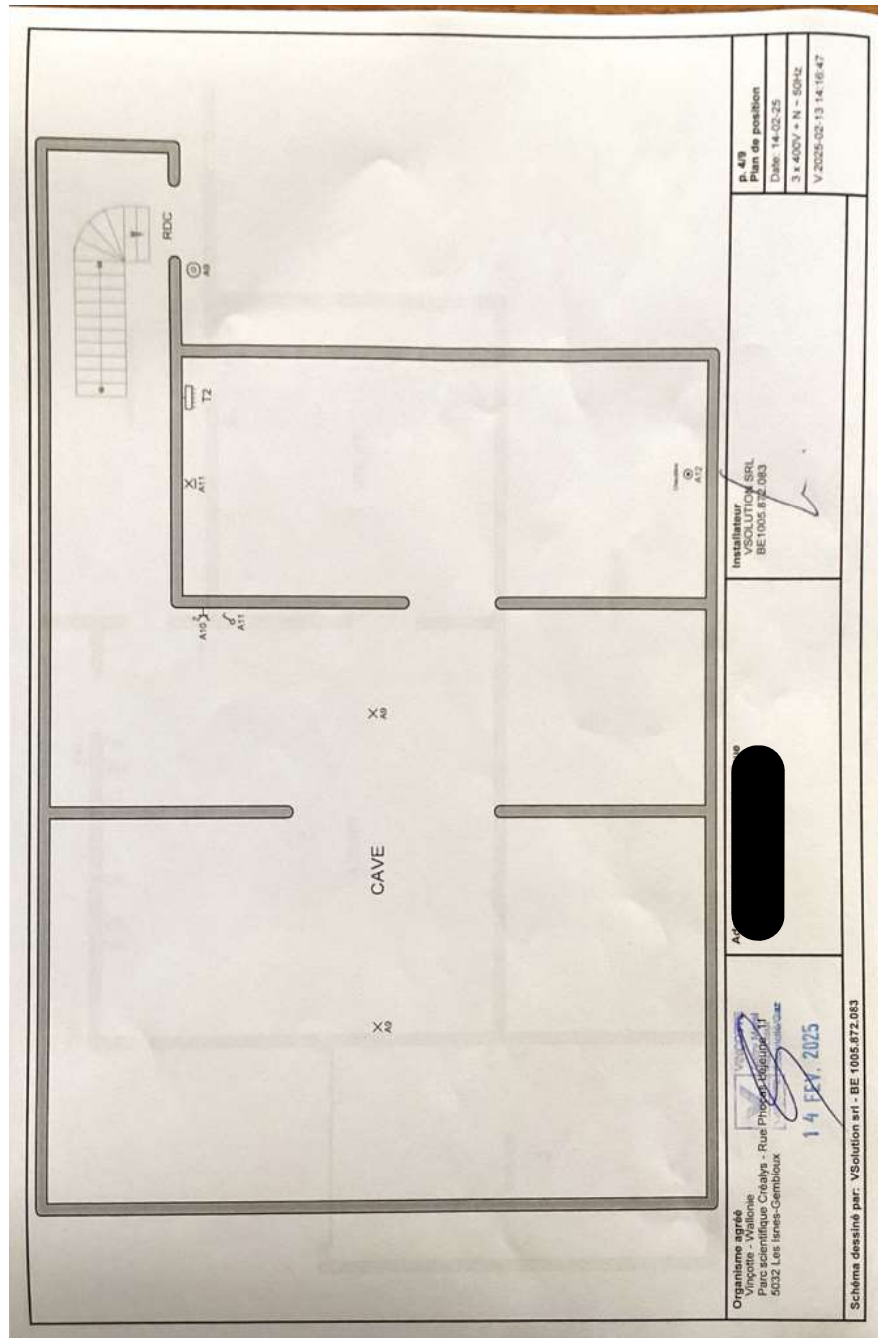 RDC
A9
T2
A11
A10
A11
A12
A9
CAVE
A9
Organisme agréé
Vinçotte - Wallonie
Parc scientifique Créalys - Rue Phocas Lejeune, 11
5032 Les Isnes-Gembloux
14 FEV. 2025
Installateur
VSOLUTION SRL
BE1005.872.083
p. 4/9
Plan de position
Date: 14-02-25
3 x 400V + N ~ 50Hz
V.2025-02-13 14:16:47
Schéma dessiné par: VSolution srl - BE 1005.872.083